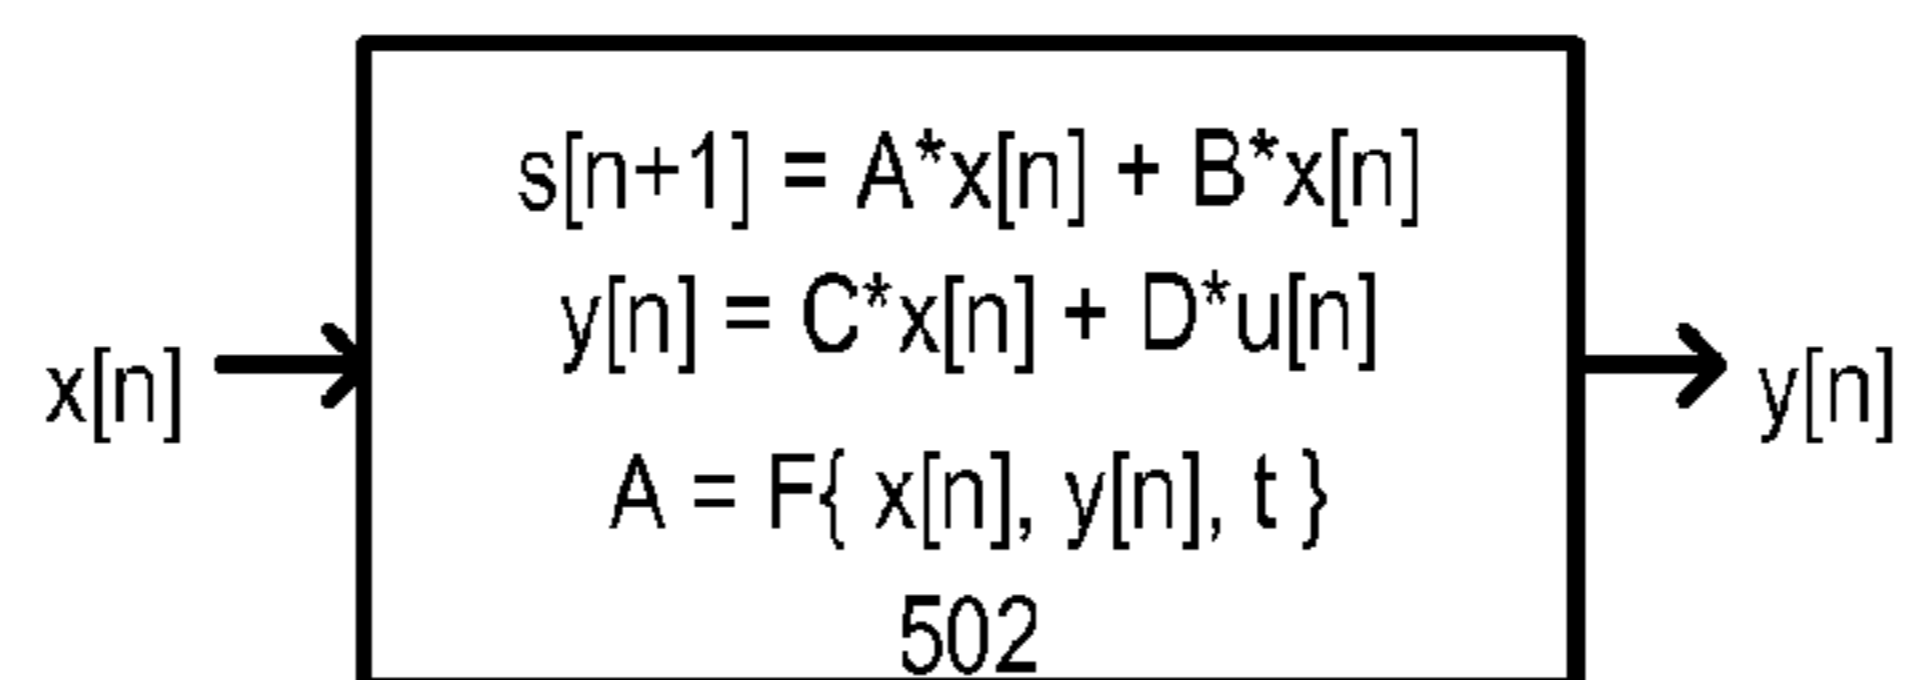 s[n+1] = A*x[n] + B*x[n]
y[n] = C*x[n] + D*u[n]
x[n]
y[n]
A = F{ x[n], y[n], t }
502